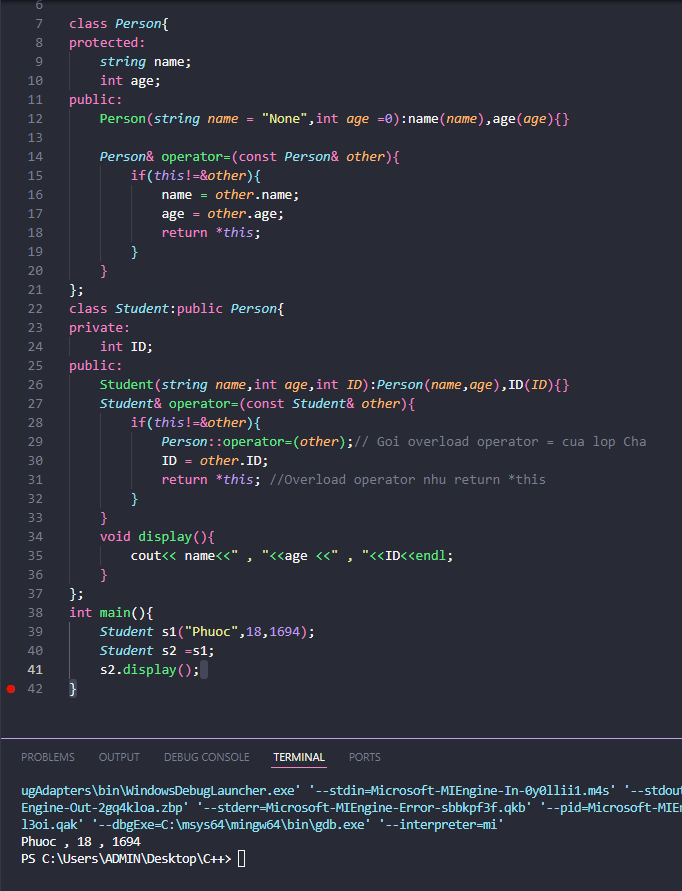 6
7 class Person{
8 protected:
9 string name;
10 int age;
11 public:
12 Person(string name = "None",int age =0):name(name),age(age){}
13
14 Person& operator=(const Person& other){
15 if(this!=&other){
16 name = other.name;
17 age = other.age;
18 return *this;
19 }
20 }
21 };
22 class Student:public Person{
23 private:
24 int ID;
25 public:
26 Student(string name,int age,int ID):Person(name,age),ID(ID){}
27 Student& operator=(const Student& other){
28 if(this!=&other){
29 Person::operator=(other);// Goi overload operator = cua lop Cha
30 ID = other.ID;
31 return *this; //Overload operator nhu return *this
32 }
33 }
34 void display(){
35 cout<< name<<" , "<<age <<" , "<<ID<<endl;
36 }
37 };
38 int main(){
39 Student s1("Phuoc",18,1694);
40 Student s2 =s1;
41 s2.display();
42 }
PROBLEMS OUTPUT DEBUG CONSOLE TERMINAL PORTS
ugAdapters\bin\WindowsDebugLauncher.exe' '--stdin=Microsoft-MIEngine-In-0y0llii1.m4s' '--stdou
Engine-Out-2gq4kloa.zbp' '--stderr=Microsoft-MIEngine-Error-sbbkpf3f.qkb' '--pid=Microsoft-MIEn
l3oi.qak' '--dbgExe=C:\msys64\mingw64\bin\gdb.exe' '--interpreter=mi'
Phuoc , 18 , 1694
PS C:\Users\ADMIN\Desktop\C++>